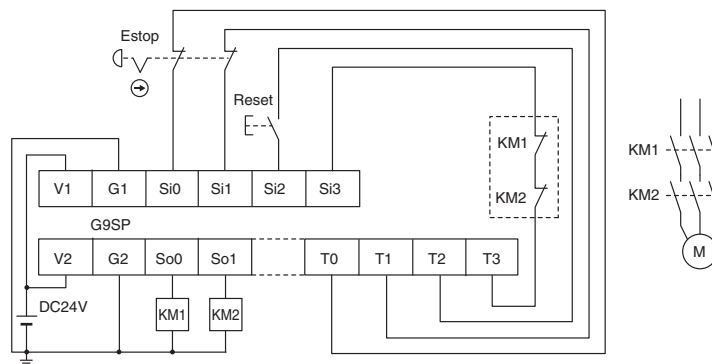 Estop
Reset
KM1
KM2
KM1
KM2
V1 G1 Si0 Si1 Si2 Si3
G9SP
V2 G2 So0 So1 T0 T1 T2 T3
M
DC24V
KM1 KM2